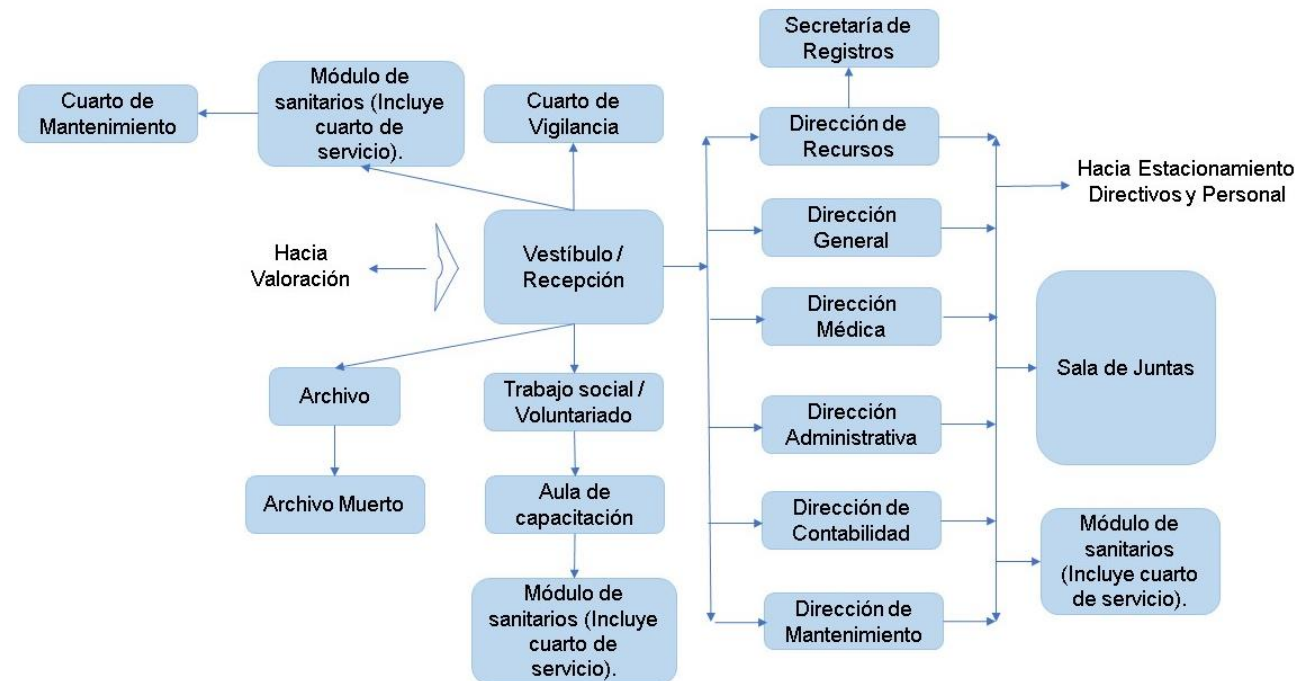 Secretaría de
Registros
Cuarto de
Mantenimiento
Módulo de
sanitarios (Incluye
cuarto de
servicio).
Cuarto de
Vigilancia
Dirección de
Recursos
Hacia Estacionamiento
Directivos y Personal
Hacia
Valoración
Vestíbulo /
Recepción
Dirección
General
Dirección
Médica
Sala de Juntas
Archivo
Trabajo social /
Voluntariado
Dirección
Administrativa
Archivo Muerto
Aula de
capacitación
Dirección de
Contabilidad
Módulo de
sanitarios
(Incluye cuarto
de servicio).
Módulo de
sanitarios (Incluye
cuarto de
servicio).
Dirección de
Mantenimiento